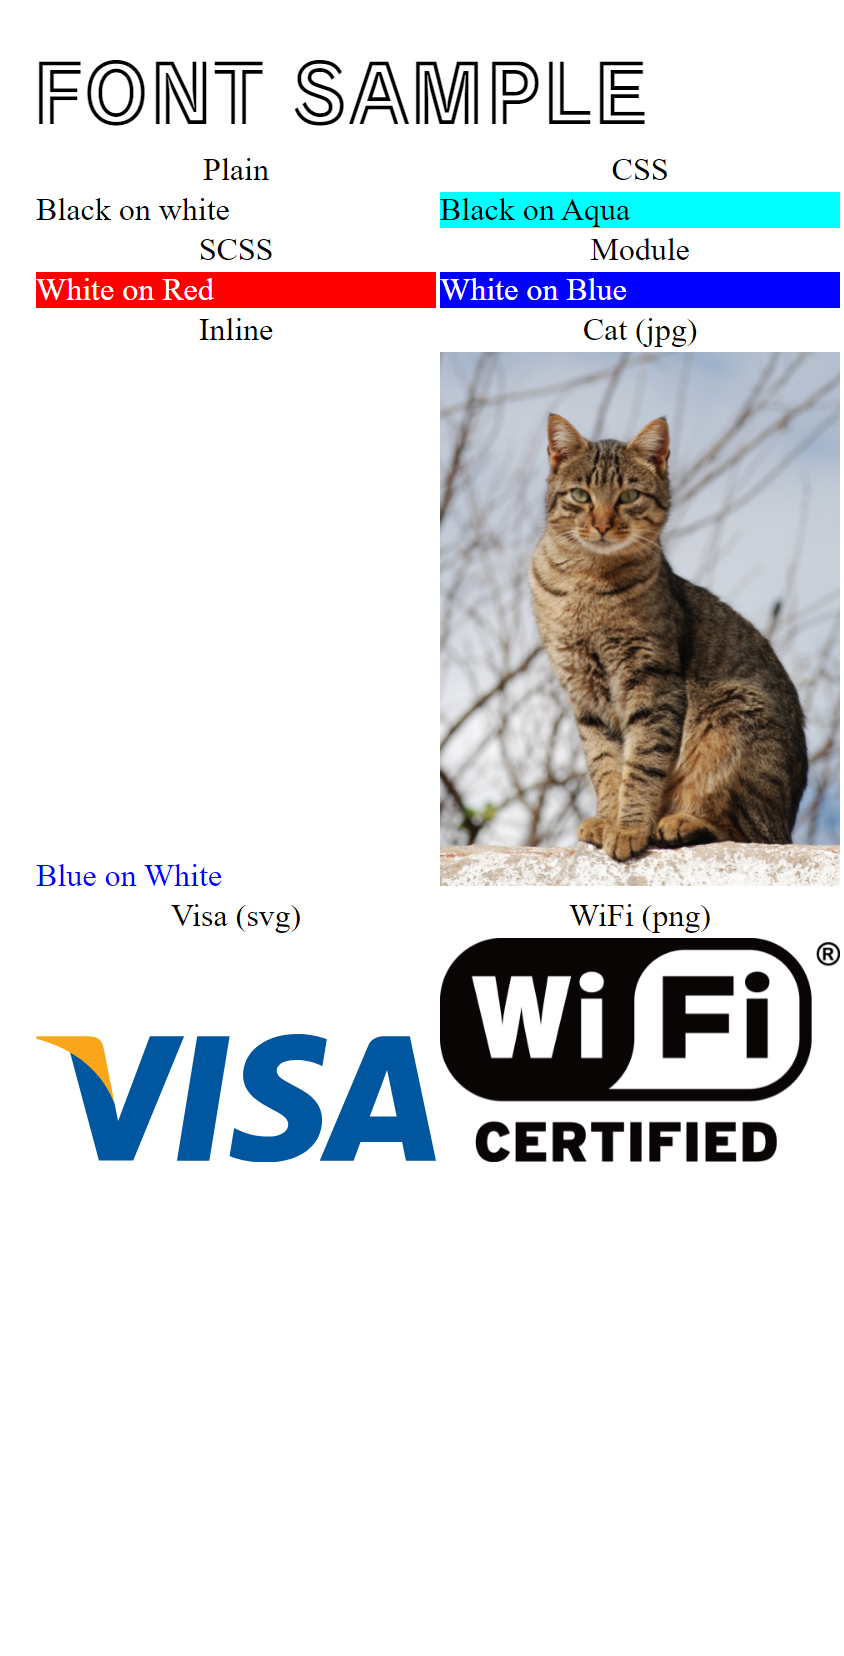 FONT SAMPLE
Plain
CSS
Black on white
Black on Aqua
SCSS
Module
White on Red
White on Blue
Inline
Cat (jpg)
Blue on White
Visa (svg)
WiFi (png)
VISA
Wi Fi ®
CERTIFIED